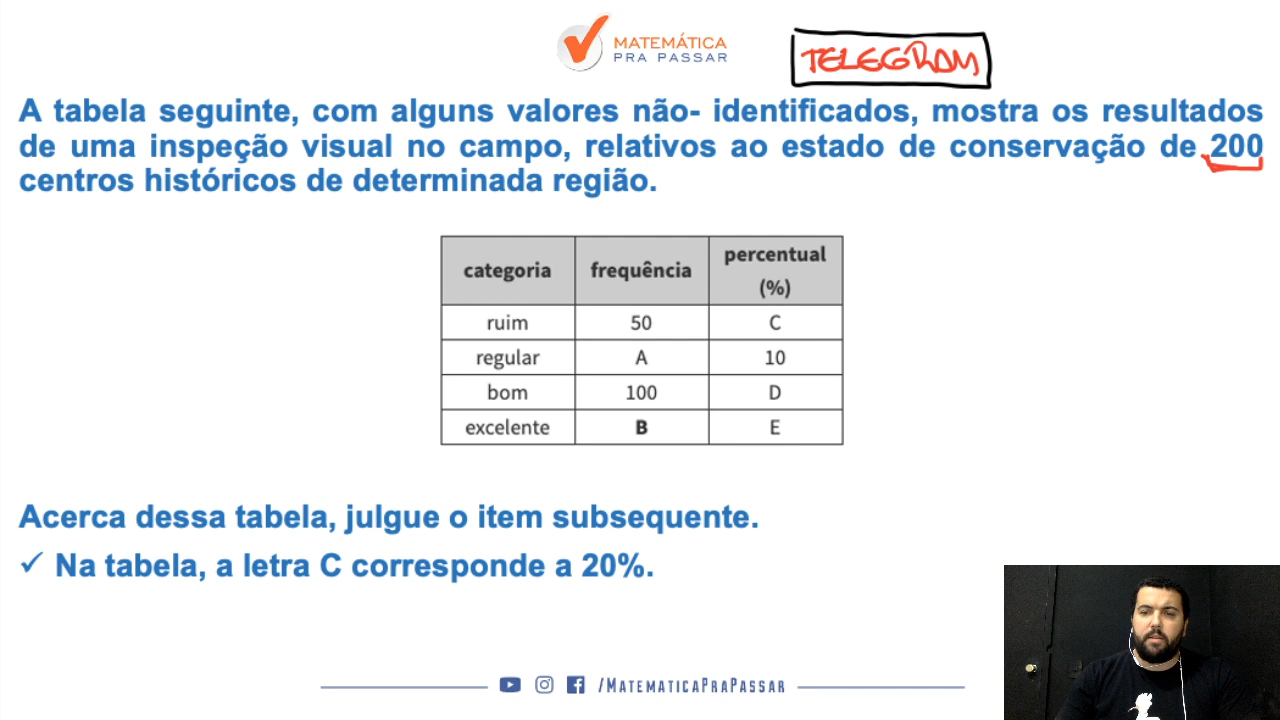 MATEMÁTICA
PRA PASSAR
TELEGRAM
A tabela seguinte, com alguns valores não- identificados, mostra os resultados
de uma inspeção visual no campo, relativos ao estado de conservação de 200
centros históricos de determinada região.
categoria frequência percentual (%)
ruim 50 C
regular A 10
bom 100 D
excelente B E
Acerca dessa tabela, julgue o item subsequente.
✓ Na tabela, a letra C corresponde a 20%.
/MATEMATICAPRAPASSAR